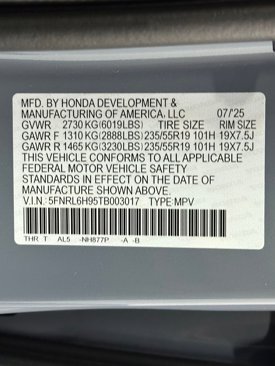 MFD. BY HONDA DEVELOPMENT &
MANUFACTURING OF AMERICA, LLC 07/'25
GVWR 2730 KG(6019LBS) TIRE SIZE RIM SIZE
GAWR F 1310 KG(2888LBS) 235/55R19 101H 19X7.5J
GAWR R 1465 KG(3230LBS) 235/55R19 101H 19X7.5J
THIS VEHICLE CONFORMS TO ALL APPLICABLE
FEDERAL MOTOR VEHICLE SAFETY
STANDARDS IN EFFECT ON THE DATE OF
MANUFACTURE SHOWN ABOVE.
V.I.N.: 5FNRL6H95TB003017 TYPE:MPV
THR T AL5 -NH877P -A -B